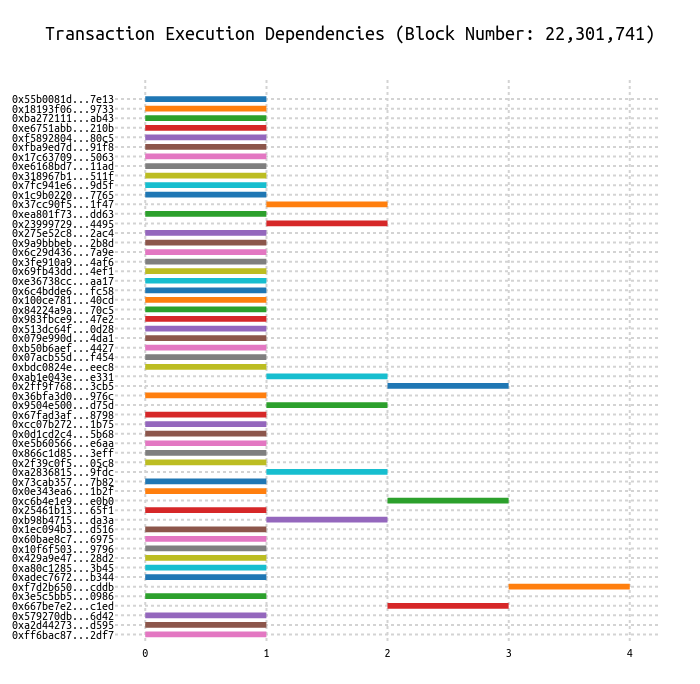 Transaction Execution Dependencies (Block Number: 22,301,741)
0x55b0081d...7e13
0x18193f06...9733
0xba272111...ab43
0xe6751abb...210b
0xf5892804...80c5
0xfba9ed7d...91f8
0x17c63709...5063
0xe6168bd7...11ad
0x318967b1...511f
0x7fc941e6...9d5f
0x1c9b0220...7765
0x37cc90f5...1f47
0xea801f73...dd63
0x23999729...4495
0x275e52c8...2ac4
0x9a9bbbeb...2b8d
0x6c29d436...7a9e
0x3fe910a9...4af6
0x69fb43dd...4ef1
0xe36738cc...aa17
0x6c4bdde6...fc58
0x100ce781...40cd
0x84224a9a...70c5
0x983fbce9...47e2
0x513dc64f...0d28
0x079e990d...4da1
0xb50b6aef...4427
0x07acb55d...f454
0xbdc0824e...eec8
0xab1e043e...e331
0x2ff9f768...3cb5
0x36bfa3d0...976c
0x9504e500...d75d
0x67fad3af...8798
0xcc07b272...1b75
0x0d1cd2c4...5b68
0xe5b60566...e6aa
0x866c1d85...3eff
0x2f39c0f5...05c8
0xa2836815...9fdc
0x73cab357...7b82
0x0e343ea6...1b2f
0xc6b4e1e9...e0b0
0x25461b13...65f1
0xb98b4715...da3a
0x1ec094b3...d516
0x60bae8c7...6975
0x10f6f503...9796
0x429a9e47...28d2
0xa80c1285...3b45
0xadec7672...b344
0xf7d2b650...cddb
0x3e5c5bb5...0986
0x667be7e2...c1ed
0x579270db...6d42
0xa2d44273...d595
0xff6bac87...2df7
0 1 2 3 4